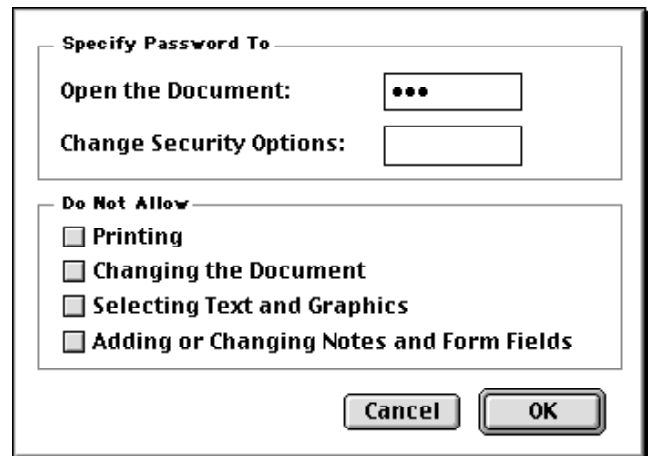 Specify Password To
Open the Document: •••
Change Security Options:
Do Not Allow
Printing
Changing the Document
Selecting Text and Graphics
Adding or Changing Notes and Form Fields
Cancel OK